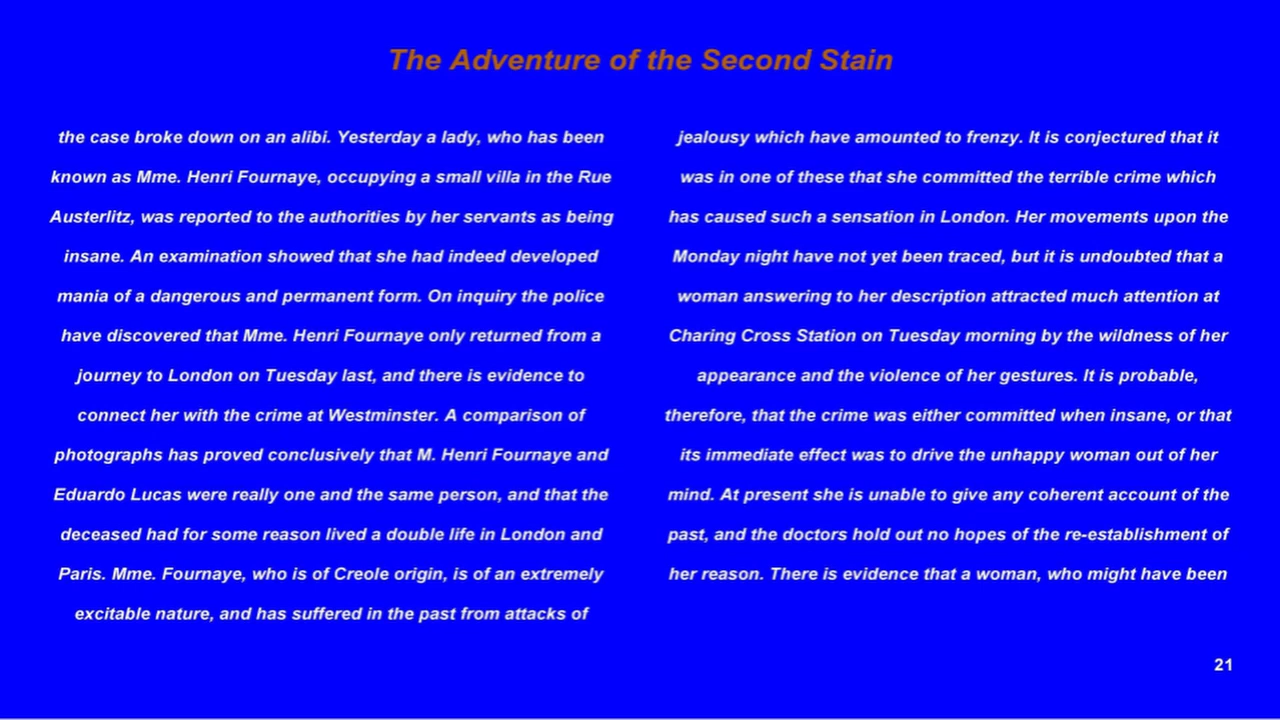 The Adventure of the Second Stain
the case broke down on an alibi. Yesterday a lady, who has been
known as Mme. Henri Fournaye, occupying a small villa in the Rue
Austerlitz, was reported to the authorities by her servants as being
insane. An examination showed that she had indeed developed
mania of a dangerous and permanent form. On inquiry the police
have discovered that Mme. Henri Fournaye only returned from a
journey to London on Tuesday last, and there is evidence to
connect her with the crime at Westminster. A comparison of
photographs has proved conclusively that M. Henri Fournaye and
Eduardo Lucas were really one and the same person, and that the
deceased had for some reason lived a double life in London and
Paris. Mme. Fournaye, who is of Creole origin, is of an extremely
excitable nature, and has suffered in the past from attacks of
jealousy which have amounted to frenzy. It is conjectured that it
was in one of these that she committed the terrible crime which
has caused such a sensation in London. Her movements upon the
Monday night have not yet been traced, but it is undoubted that a
woman answering to her description attracted much attention at
Charing Cross Station on Tuesday morning by the wildness of her
appearance and the violence of her gestures. It is probable,
therefore, that the crime was either committed when insane, or that
its immediate effect was to drive the unhappy woman out of her
mind. At present she is unable to give any coherent account of the
past, and the doctors hold out no hopes of the re-establishment of
her reason. There is evidence that a woman, who might have been
21